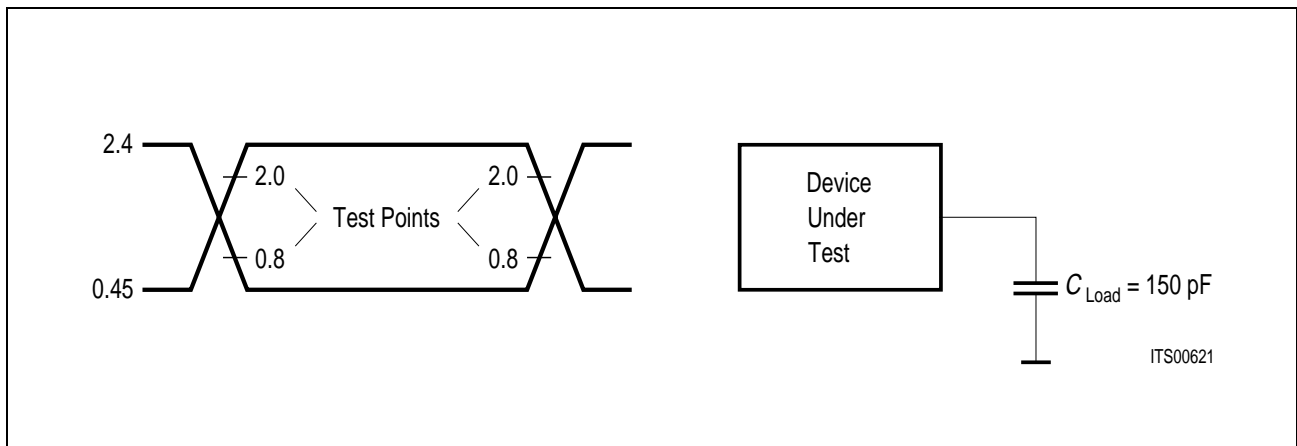 2.4
2.0
2.0
Test Points
0.8
0.8
0.45
Device
Under
Test
C Load = 150 pF
ITS00621